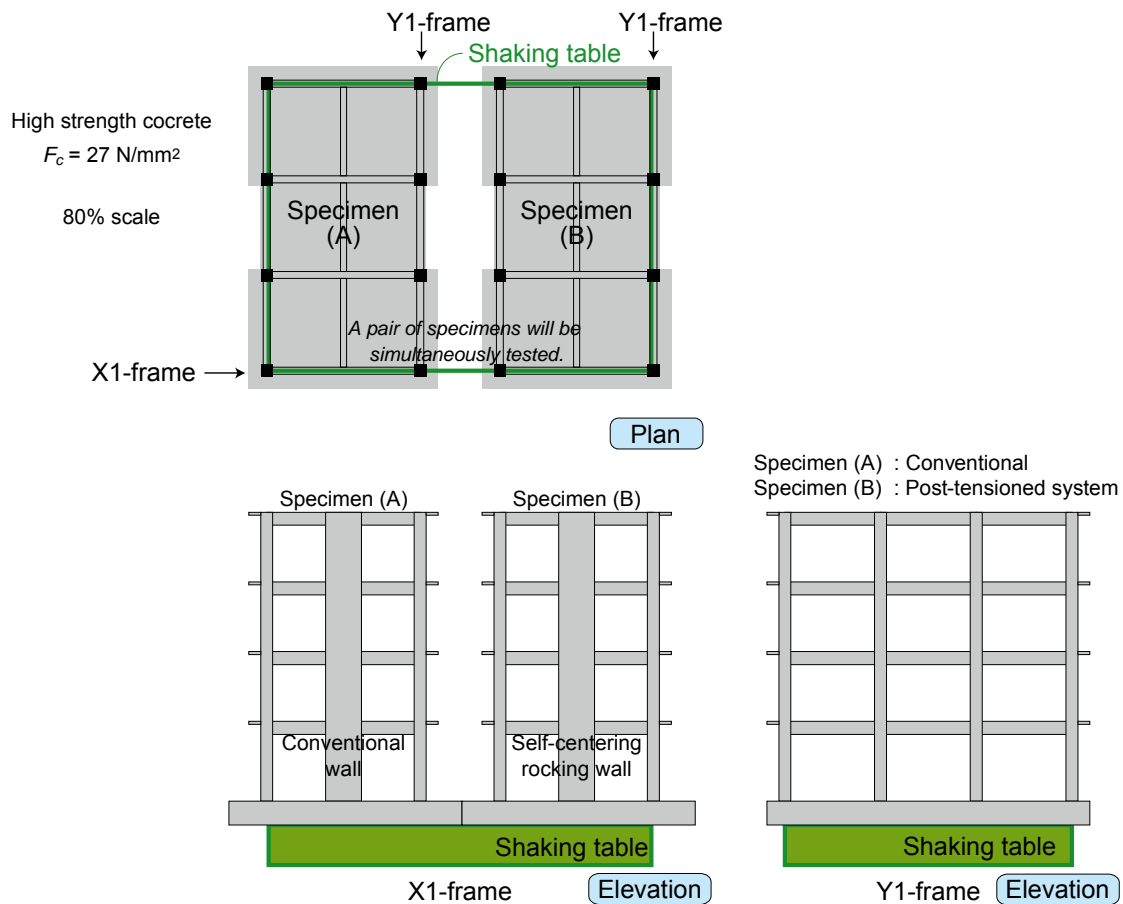 Y1-frame
Y1-frame
Shaking table
High strength cocrete
Fc = 27 N/mm2
80% scale
Specimen
(A)
Specimen
(B)
A pair of specimens will be
simultaneously tested.
X1-frame
Plan
Specimen (A) : Conventional
Specimen (B) : Post-tensioned system
Specimen (A)
Specimen (B)
Conventional
wall
Self-centering
rocking wall
Shaking table
Shaking table
X1-frame
Elevation
Y1-frame
Elevation